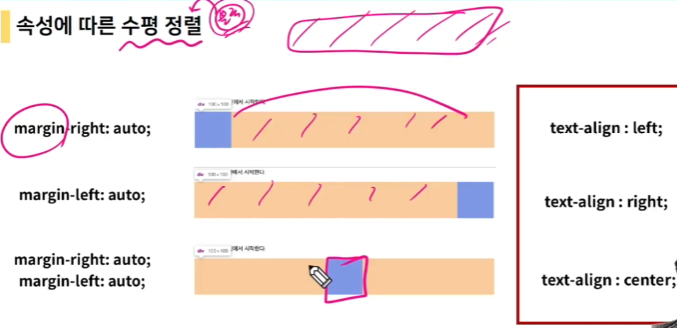 속성에 따른 수평 정렬
margin-right: auto;
text-align : left;
margin-left: auto;
text-align : right;
margin-right: auto;
margin-left: auto;
text-align : center;